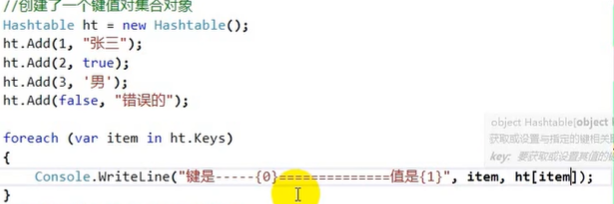 //创建了一个键值对集合对象
Hashtable ht = new Hashtable();
ht.Add(1, "张三");
ht.Add(2, true);
ht.Add(3, '男');
ht.Add(false, "错误的");
foreach (var item in ht.Keys)
object Hashtable[object
获取或设置与指定的键相关
{
key: 要获取或设置其值的
Console.WriteLine("键是-----{0}==============值是{1}", item, ht[item]);
}